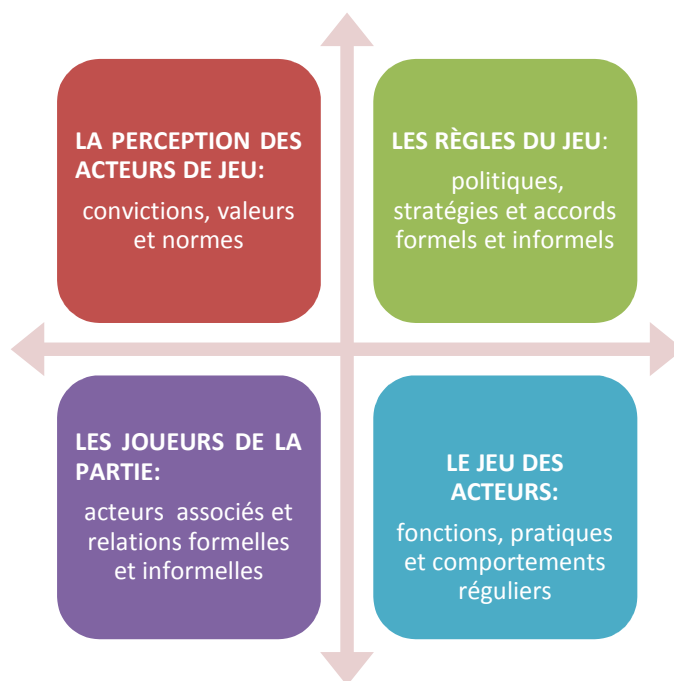 LA PERCEPTION DES
ACTEURS DE JEU:
convictions, valeurs
et normes
LES RÈGLES DU JEU:
politiques,
stratégies et accords
formels et informels
LES JOUEURS DE LA
PARTIE:
acteurs associés et
relations formelles
et informelles
LE JEU DES
ACTEURS:
fonctions, pratiques
et comportements
réguliers